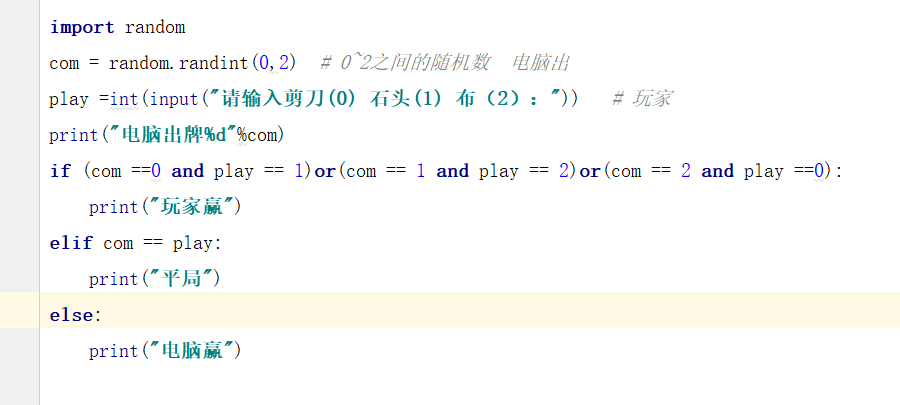 import random
com = random.randint(0,2)  # 0~2之间的随机数  电脑出
play =int(input("请输入剪刀(0) 石头(1) 布（2）："))   # 玩家
print("电脑出牌%d"%com)
if (com ==0 and play == 1)or(com == 1 and play == 2)or(com == 2 and play ==0):
    print("玩家赢")
elif com == play:
    print("平局")
else:
    print("电脑赢")